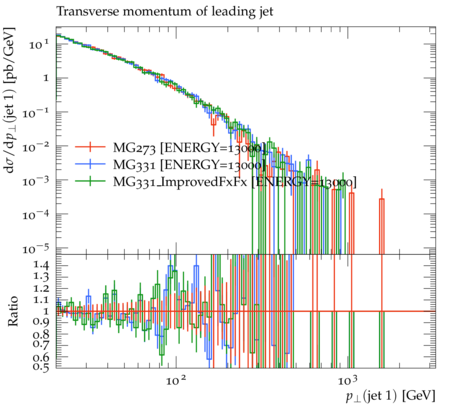 Transverse momentum of leading jet
dσ/dp⊥(jet 1) [pb/GeV]
10¹
1
10⁻¹
10⁻²
10⁻³
10⁻⁴
10⁻⁵
MG273 [ENERGY=13000]
MG331 [ENERGY=13000]
MG331_ImprovedFxFx [ENERGY=13000]
Ratio
1.4
1.3
1.2
1.1
1
0.9
0.8
0.7
0.6
0.5
10²
10³
p⊥(jet 1) [GeV]